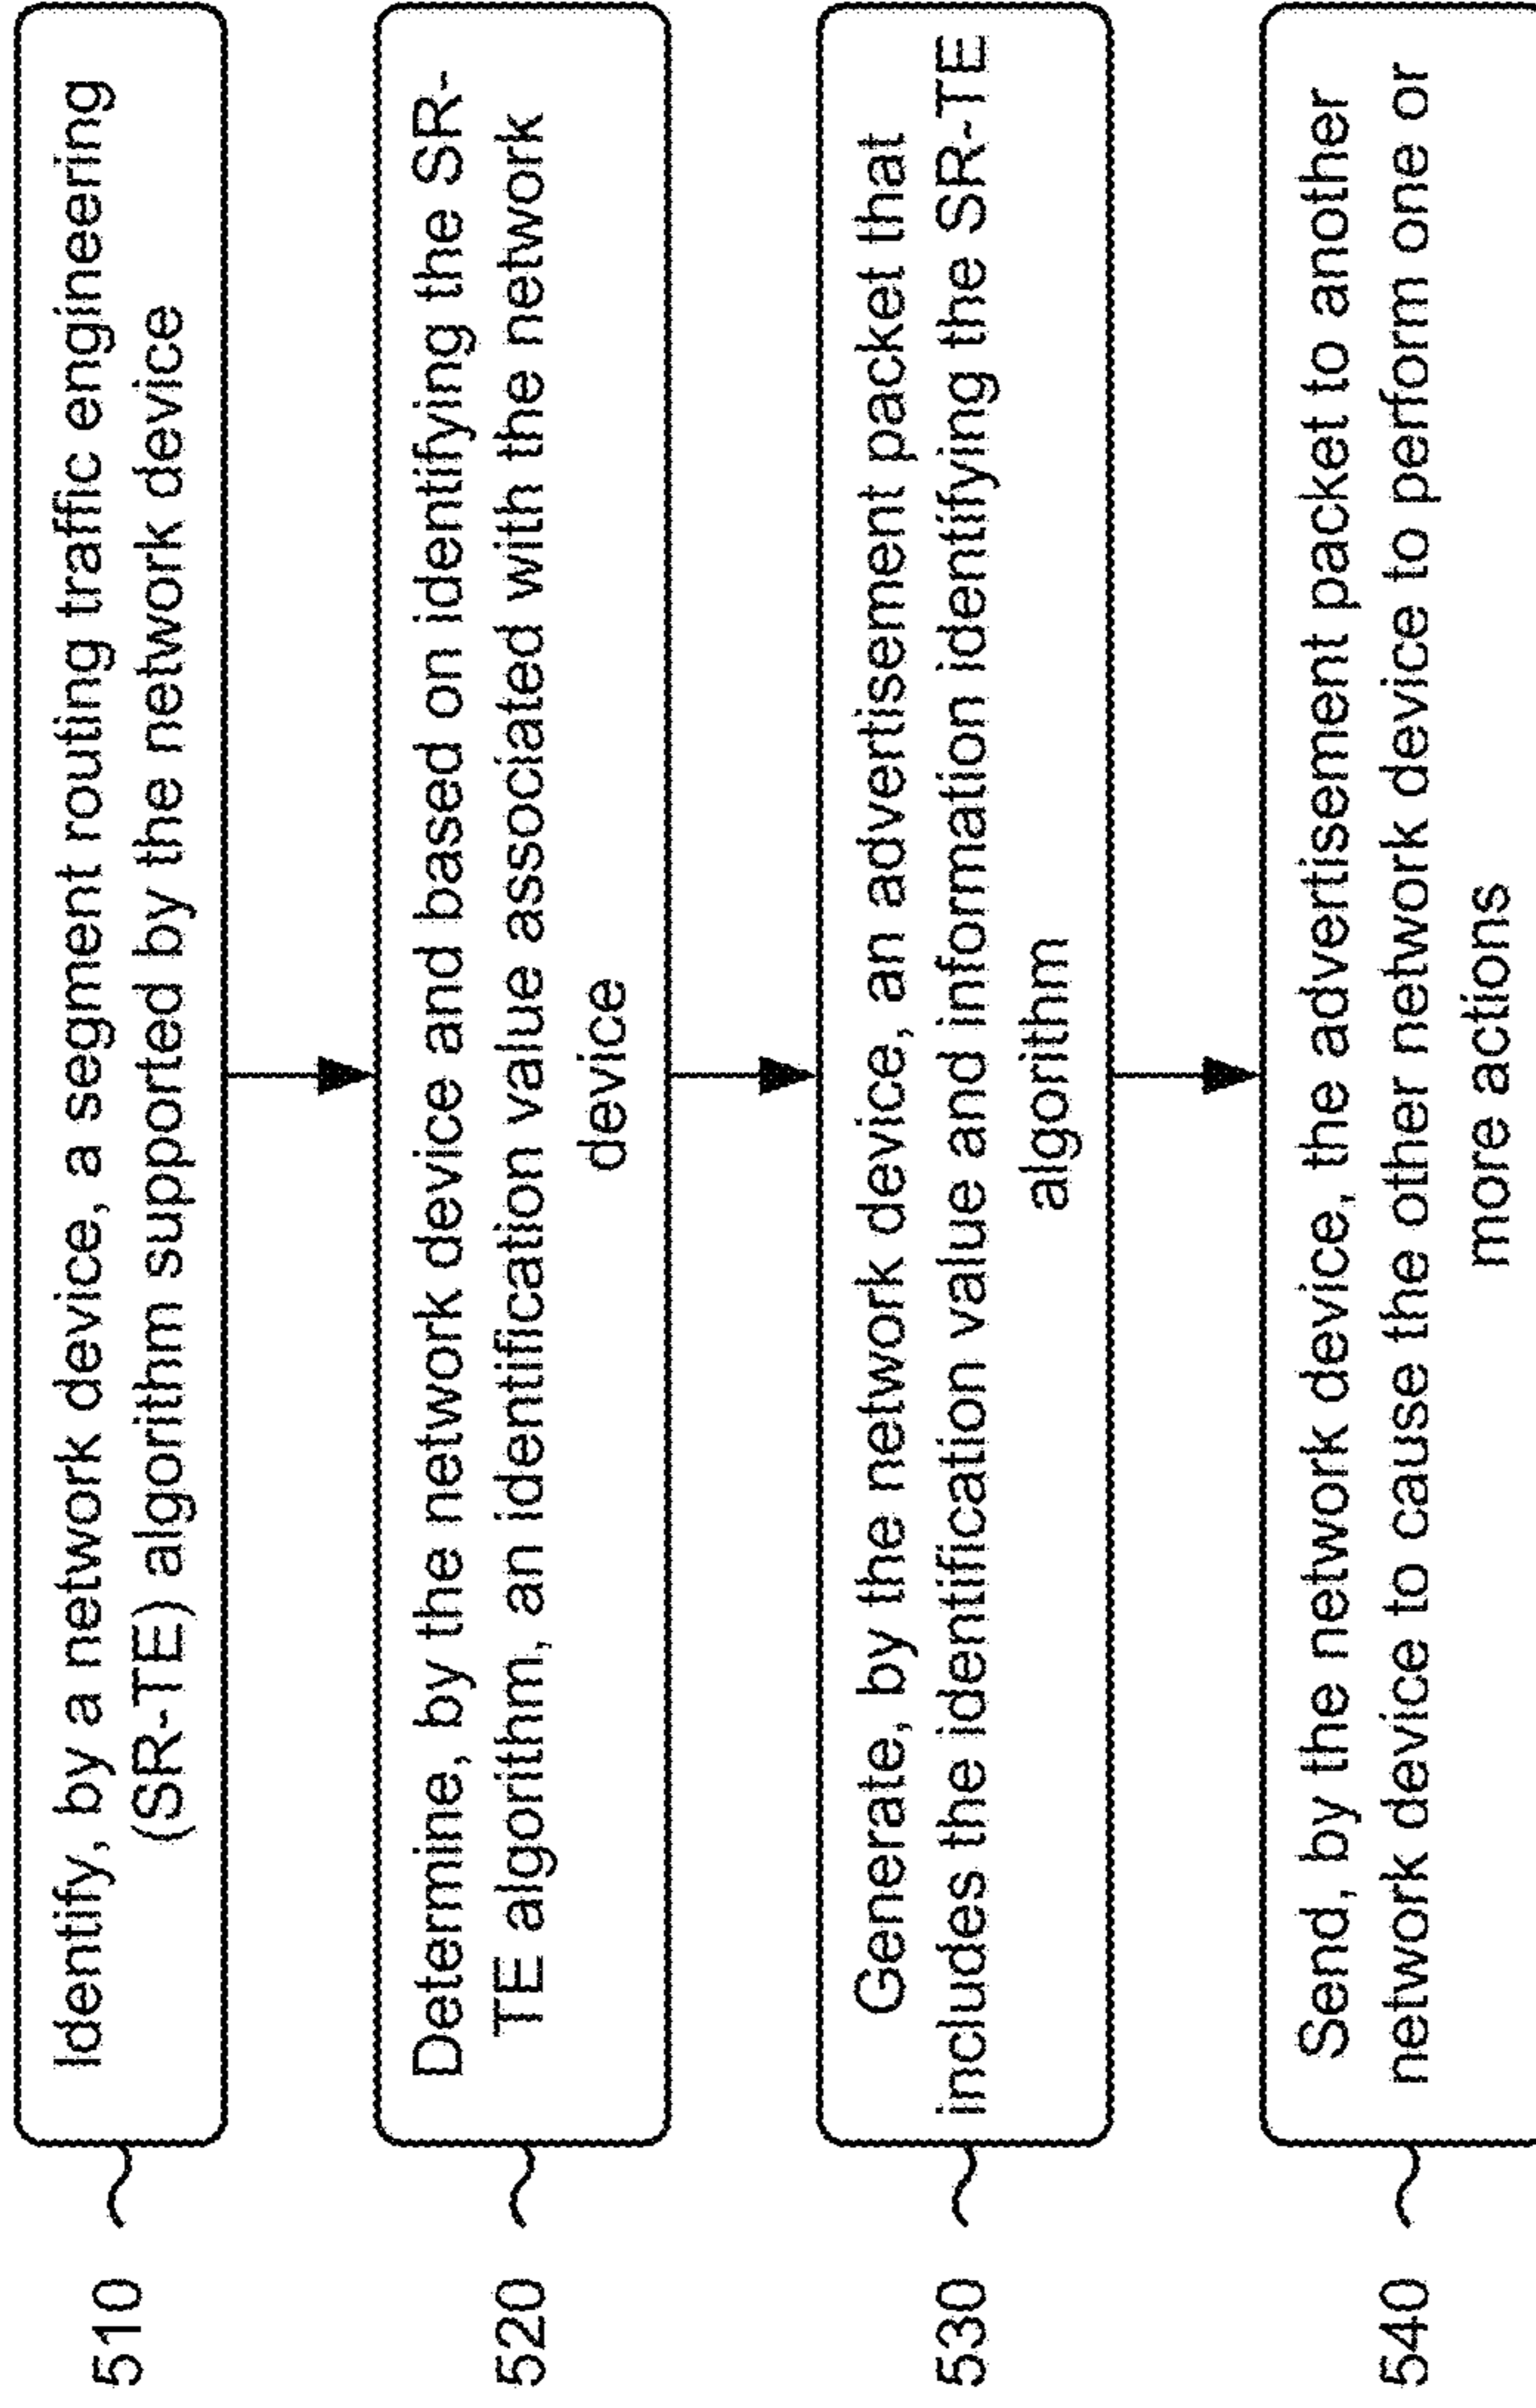 510
Identify, by a network device, a segment routing traffic engineering
(SR-TE) algorithm supported by the network device
520
Determine, by the network device and based on identifying the SR-
TE algorithm, an identification value associated with the network
device
530
Generate, by the network device, an advertisement packet that
includes the identification value and information identifying the SR-TE
algorithm
540
Send, by the network device, the advertisement packet to another
network device to cause the other network device to perform one or
more actions